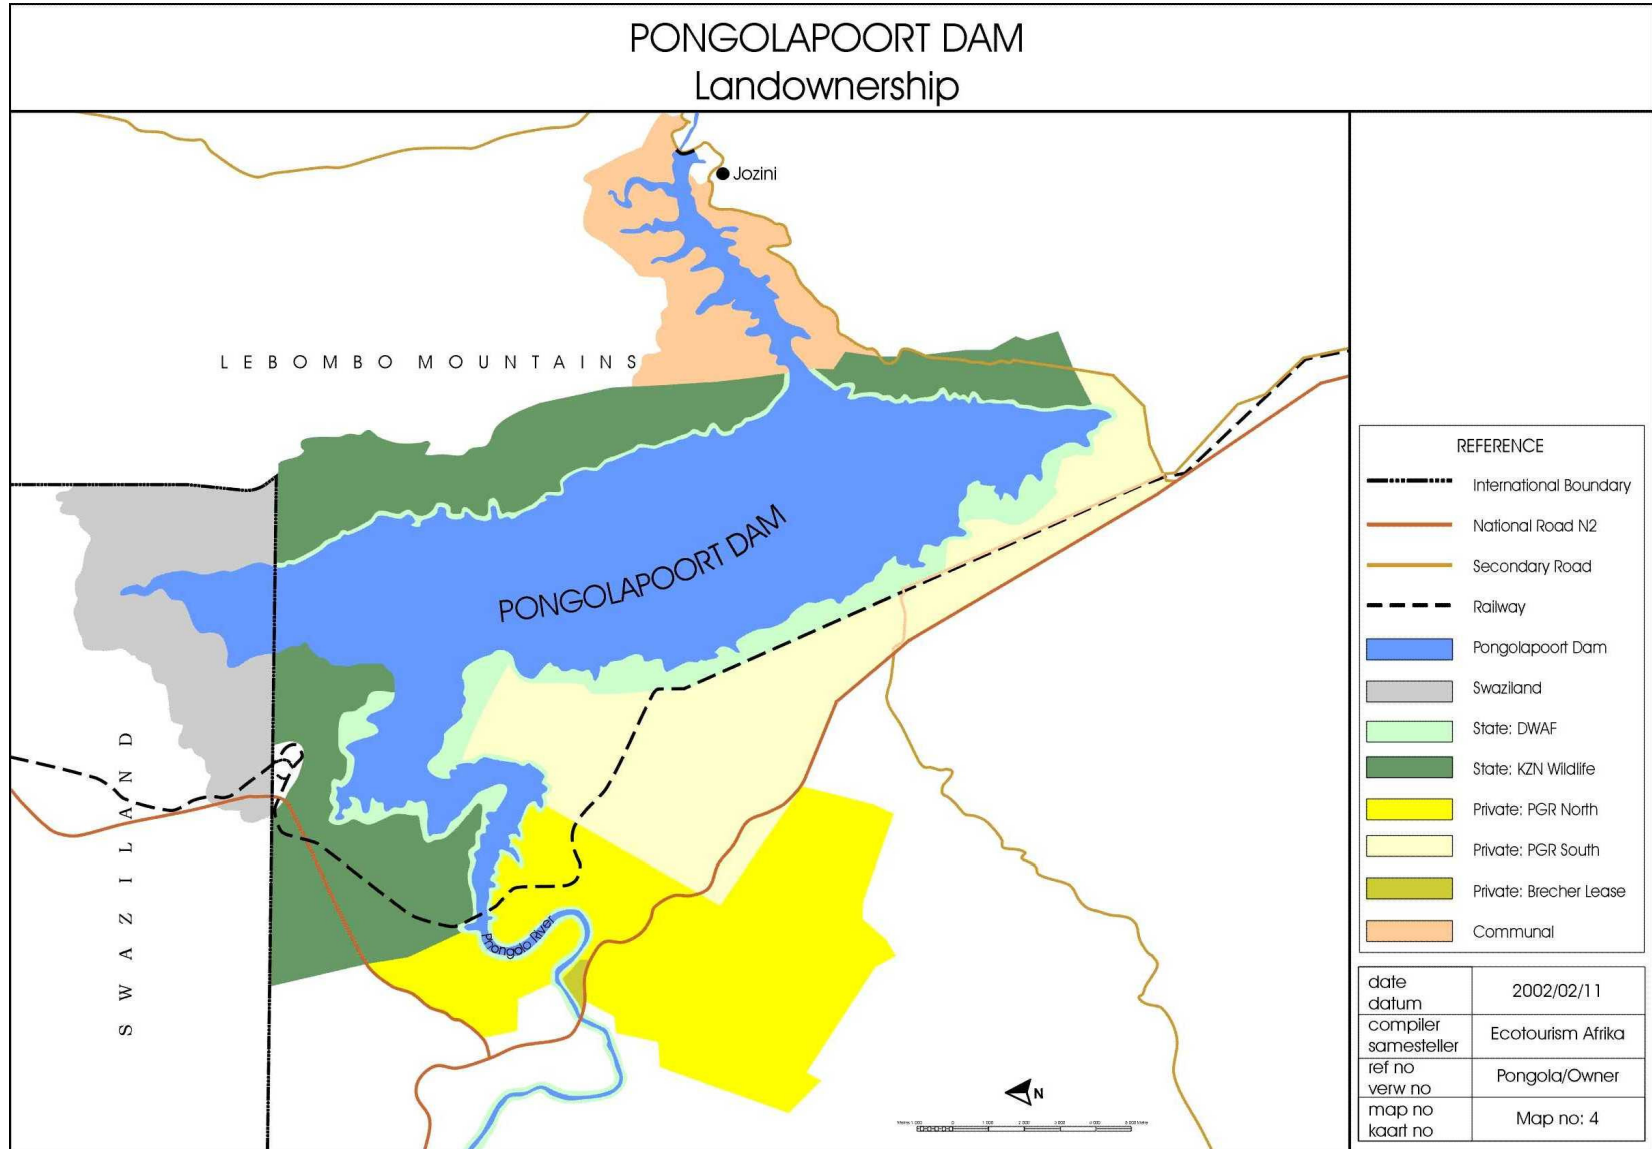 PONGOLAPOORT DAM
Landownership
Jozini
LEBOMBO MOUNTAINS
PONGOLAPOORT DAM
SWAZILAND
Phongolo River
N
REFERENCE
International Boundary
National Road N2
Secondary Road
Railway
Pongolapoort Dam
Swaziland
State: DWAF
State: KZN Wildlife
Private: PGR North
Private: PGR South
Private: Brecher Lease
Communal
date
datum
2002/02/11
compiler
samesteller
Ecotourism Afrika
ref no
verw no
Pongola/Owner
map no
kaart no
Map no: 4